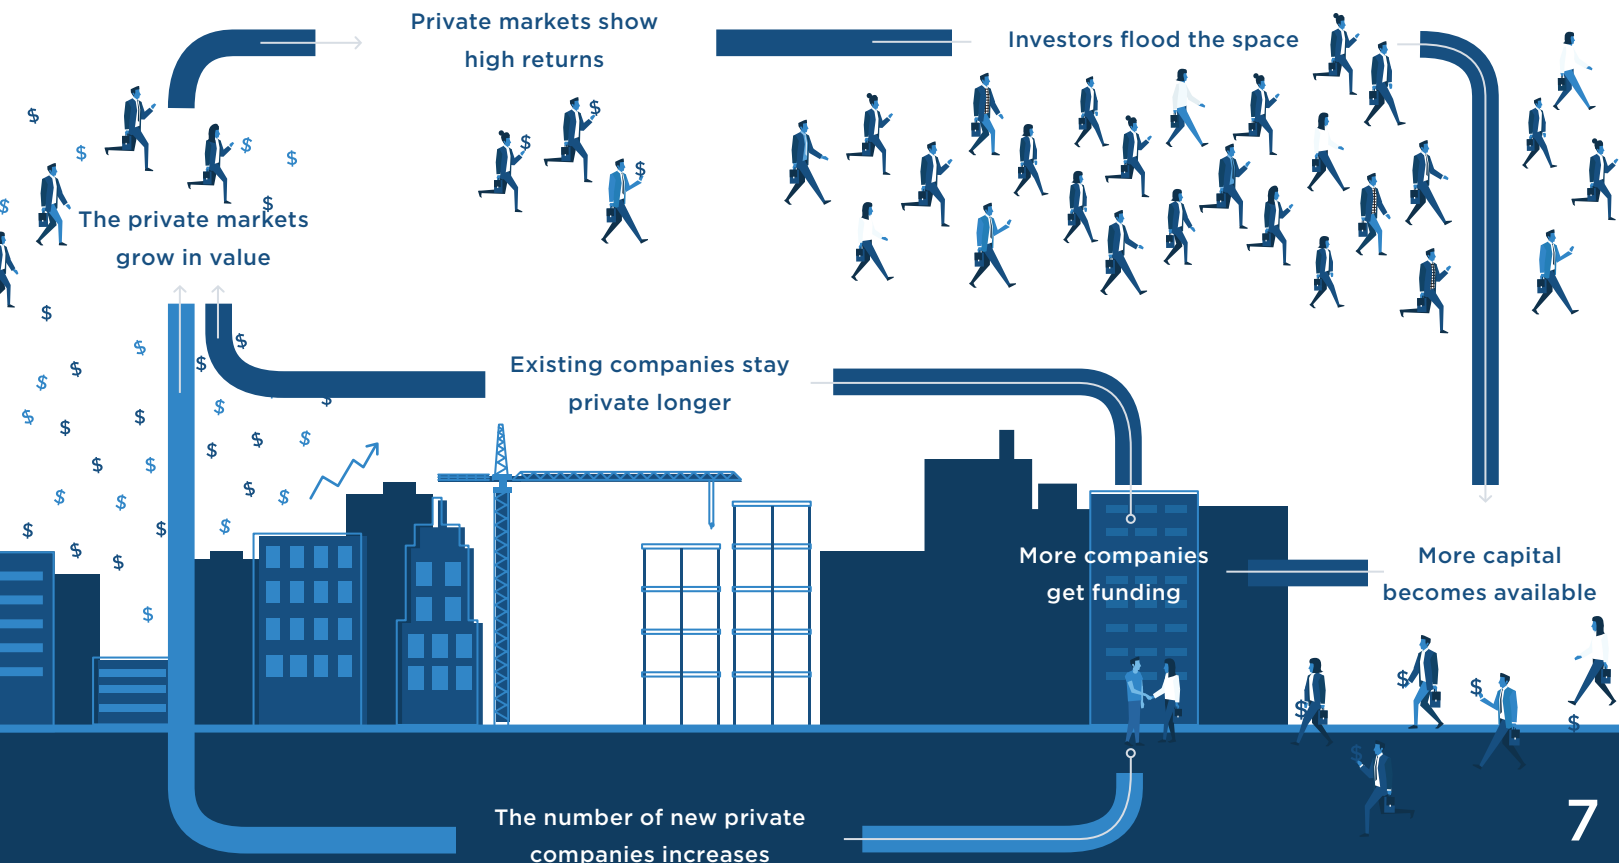 Private markets show
high returns
Investors flood the space
The private markets
grow in value
Existing companies stay
private longer
More companies
get funding
More capital
becomes available
The number of new private
companies increases
7